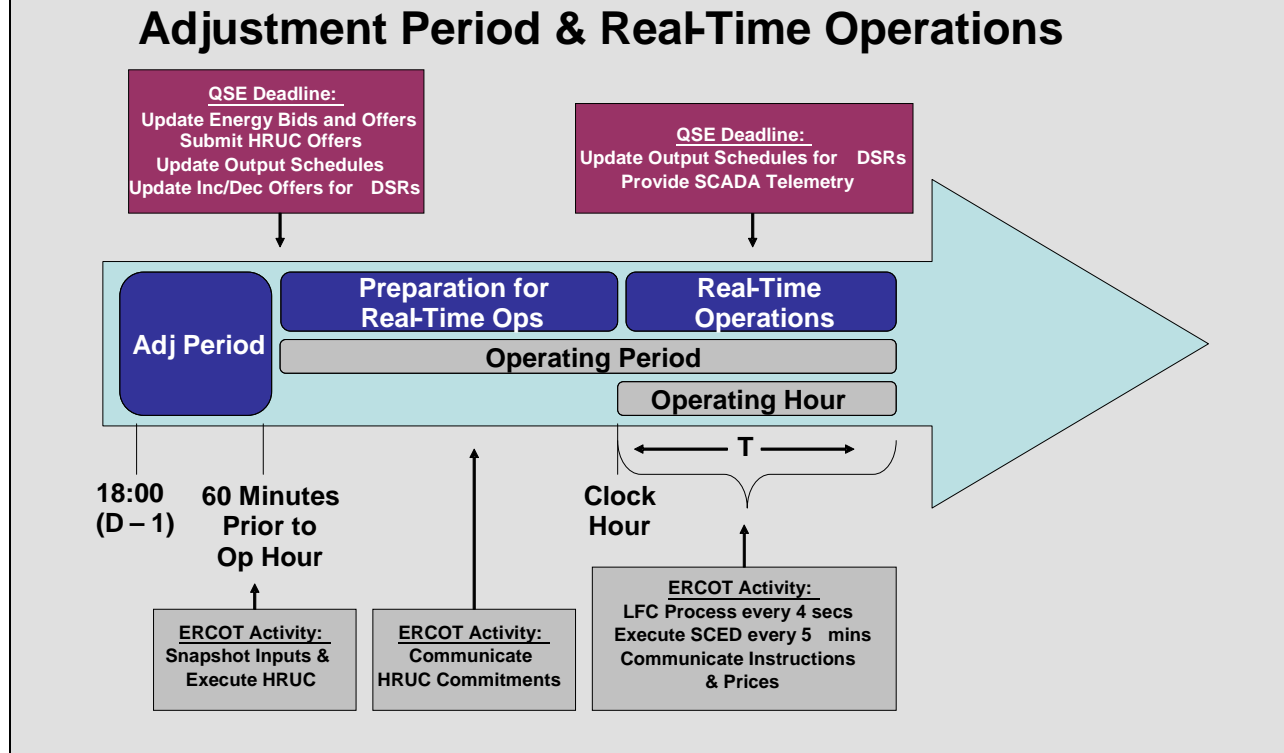 Adjustment Period & Real-Time Operations
QSE Deadline:
Update Energy Bids and Offers
Submit HRUC Offers
Update Output Schedules
Update Inc/Dec Offers for DSRs
QSE Deadline:
Update Output Schedules for DSRs
Provide SCADA Telemetry
Adj Period
Preparation for
Real-Time Ops
Real-Time
Operations
Operating Period
Operating Hour
T
18:00
(D – 1)
60 Minutes
Prior to
Op Hour
Clock
Hour
ERCOT Activity:
Snapshot Inputs &
Execute HRUC
ERCOT Activity:
Communicate
HRUC Commitments
ERCOT Activity:
LFC Process every 4 secs
Execute SCED every 5 mins
Communicate Instructions
& Prices